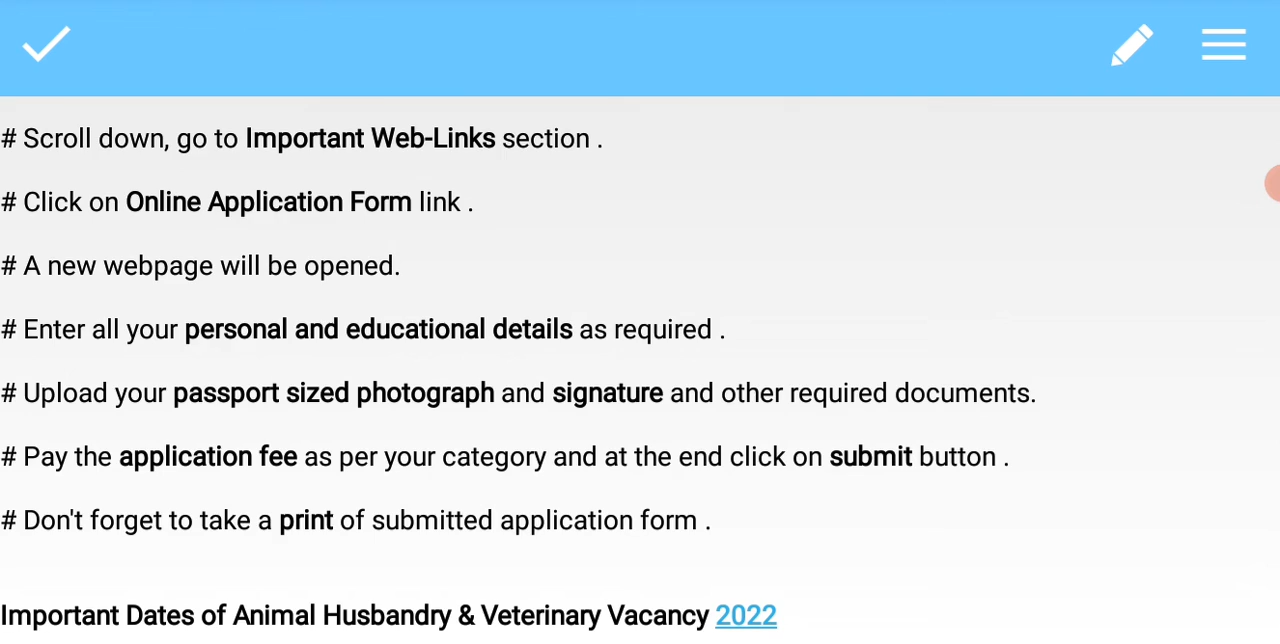 # Scroll down, go to Important Web-Links section .
# Click on Online Application Form link .
# A new webpage will be opened.
# Enter all your personal and educational details as required .
# Upload your passport sized photograph and signature and other required documents.
# Pay the application fee as per your category and at the end click on submit button .
# Don't forget to take a print of submitted application form .
Important Dates of Animal Husbandry & Veterinary Vacancy 2022